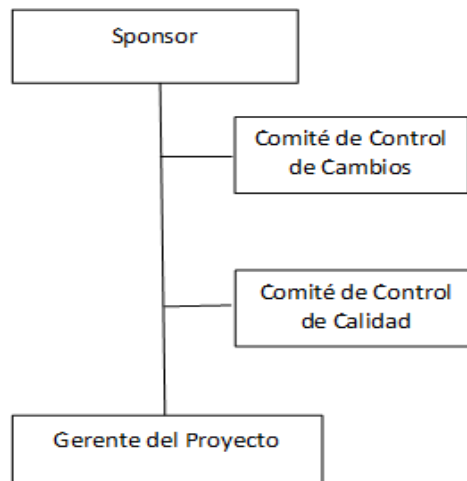 Sponsor
Comité de Control
de Cambios
Comité de Control
de Calidad
Gerente del Proyecto